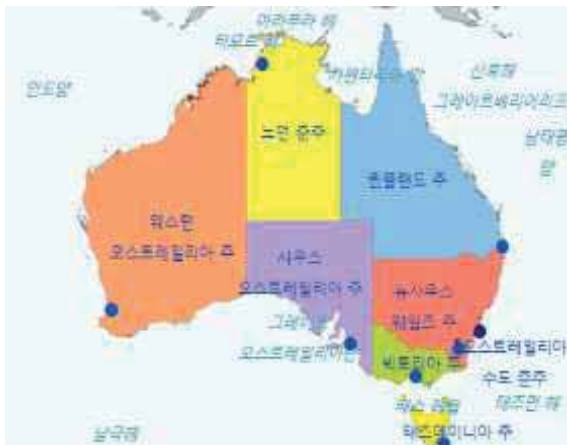 아라푸라 해
티모르 해
카펀테리아 만
산호해
인도양
그레이트배리어리프
노던 준주
남태평
양
퀸즐랜드 주
웨스턴
오스트레일리아 주
사우스
오스트레일리아 주
뉴사우스
웨일즈 주
그레이트
오스트레일리아만
오스트레일리아
수도 준주
빅토리아 주
배스 해협
태즈먼 해
남극해
태즈메이니아 주